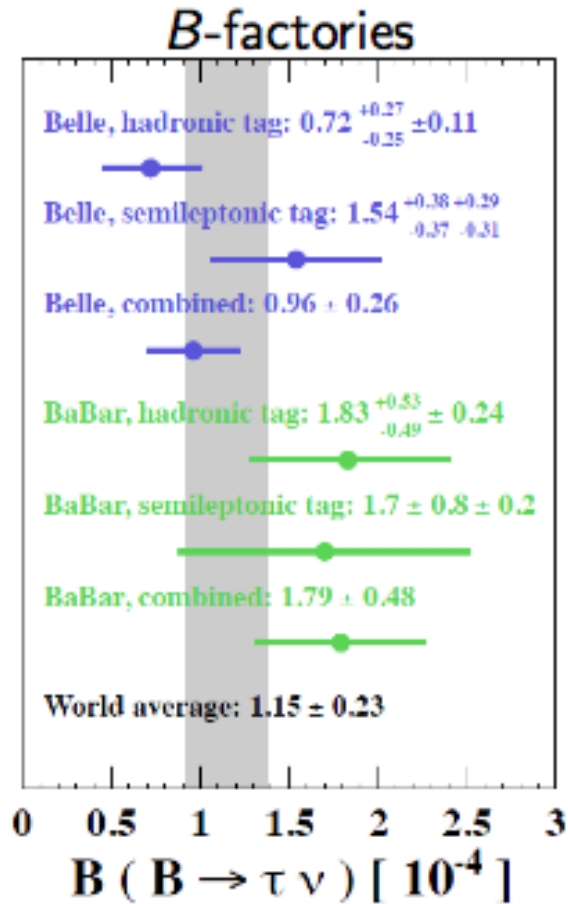 B-factories
Belle, hadronic tag: 0.72 +0.27 -0.25 ±0.11
Belle, semileptonic tag: 1.54 +0.38 -0.37 +0.29 -0.31
Belle, combined: 0.96 ± 0.26
BaBar, hadronic tag: 1.83 +0.53 -0.49 ± 0.24
BaBar, semileptonic tag: 1.7 ± 0.8 ± 0.2
BaBar, combined: 1.79 ± 0.48
World average: 1.15 ± 0.23
0 0.5 1 1.5 2 2.5 3
B ( B → τ ν ) [ 10⁻⁴ ]